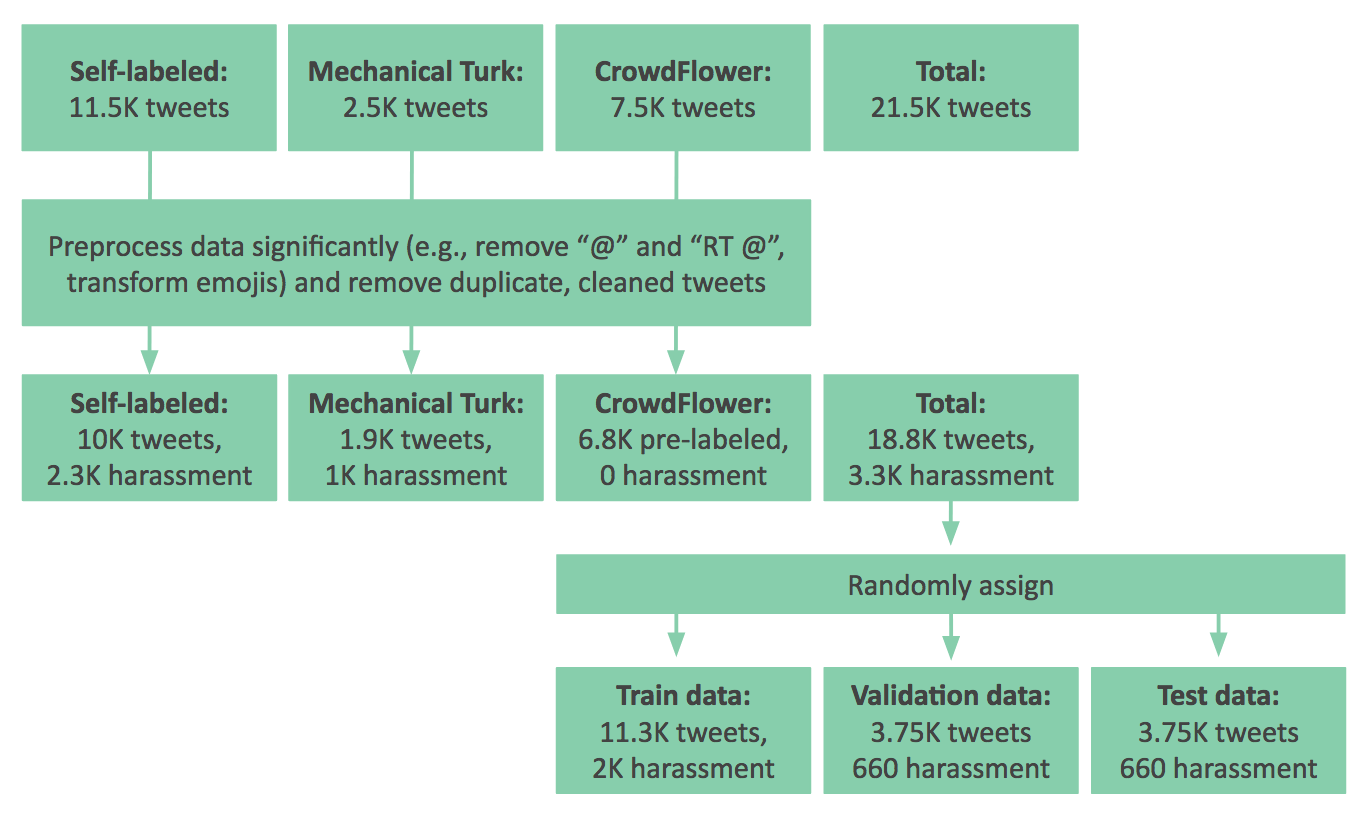 Self-labeled:
11.5K tweets
Mechanical Turk:
2.5K tweets
CrowdFlower:
7.5K tweets
Total:
21.5K tweets
Preprocess data significantly (e.g., remove “@” and “RT @”,
transform emojis) and remove duplicate, cleaned tweets
Self-labeled:
10K tweets,
2.3K harassment
Mechanical Turk:
1.9K tweets,
1K harassment
CrowdFlower:
6.8K pre-labeled,
0 harassment
Total:
18.8K tweets,
3.3K harassment
Randomly assign
Train data:
11.3K tweets,
2K harassment
Validation data:
3.75K tweets
660 harassment
Test data:
3.75K tweets
660 harassment